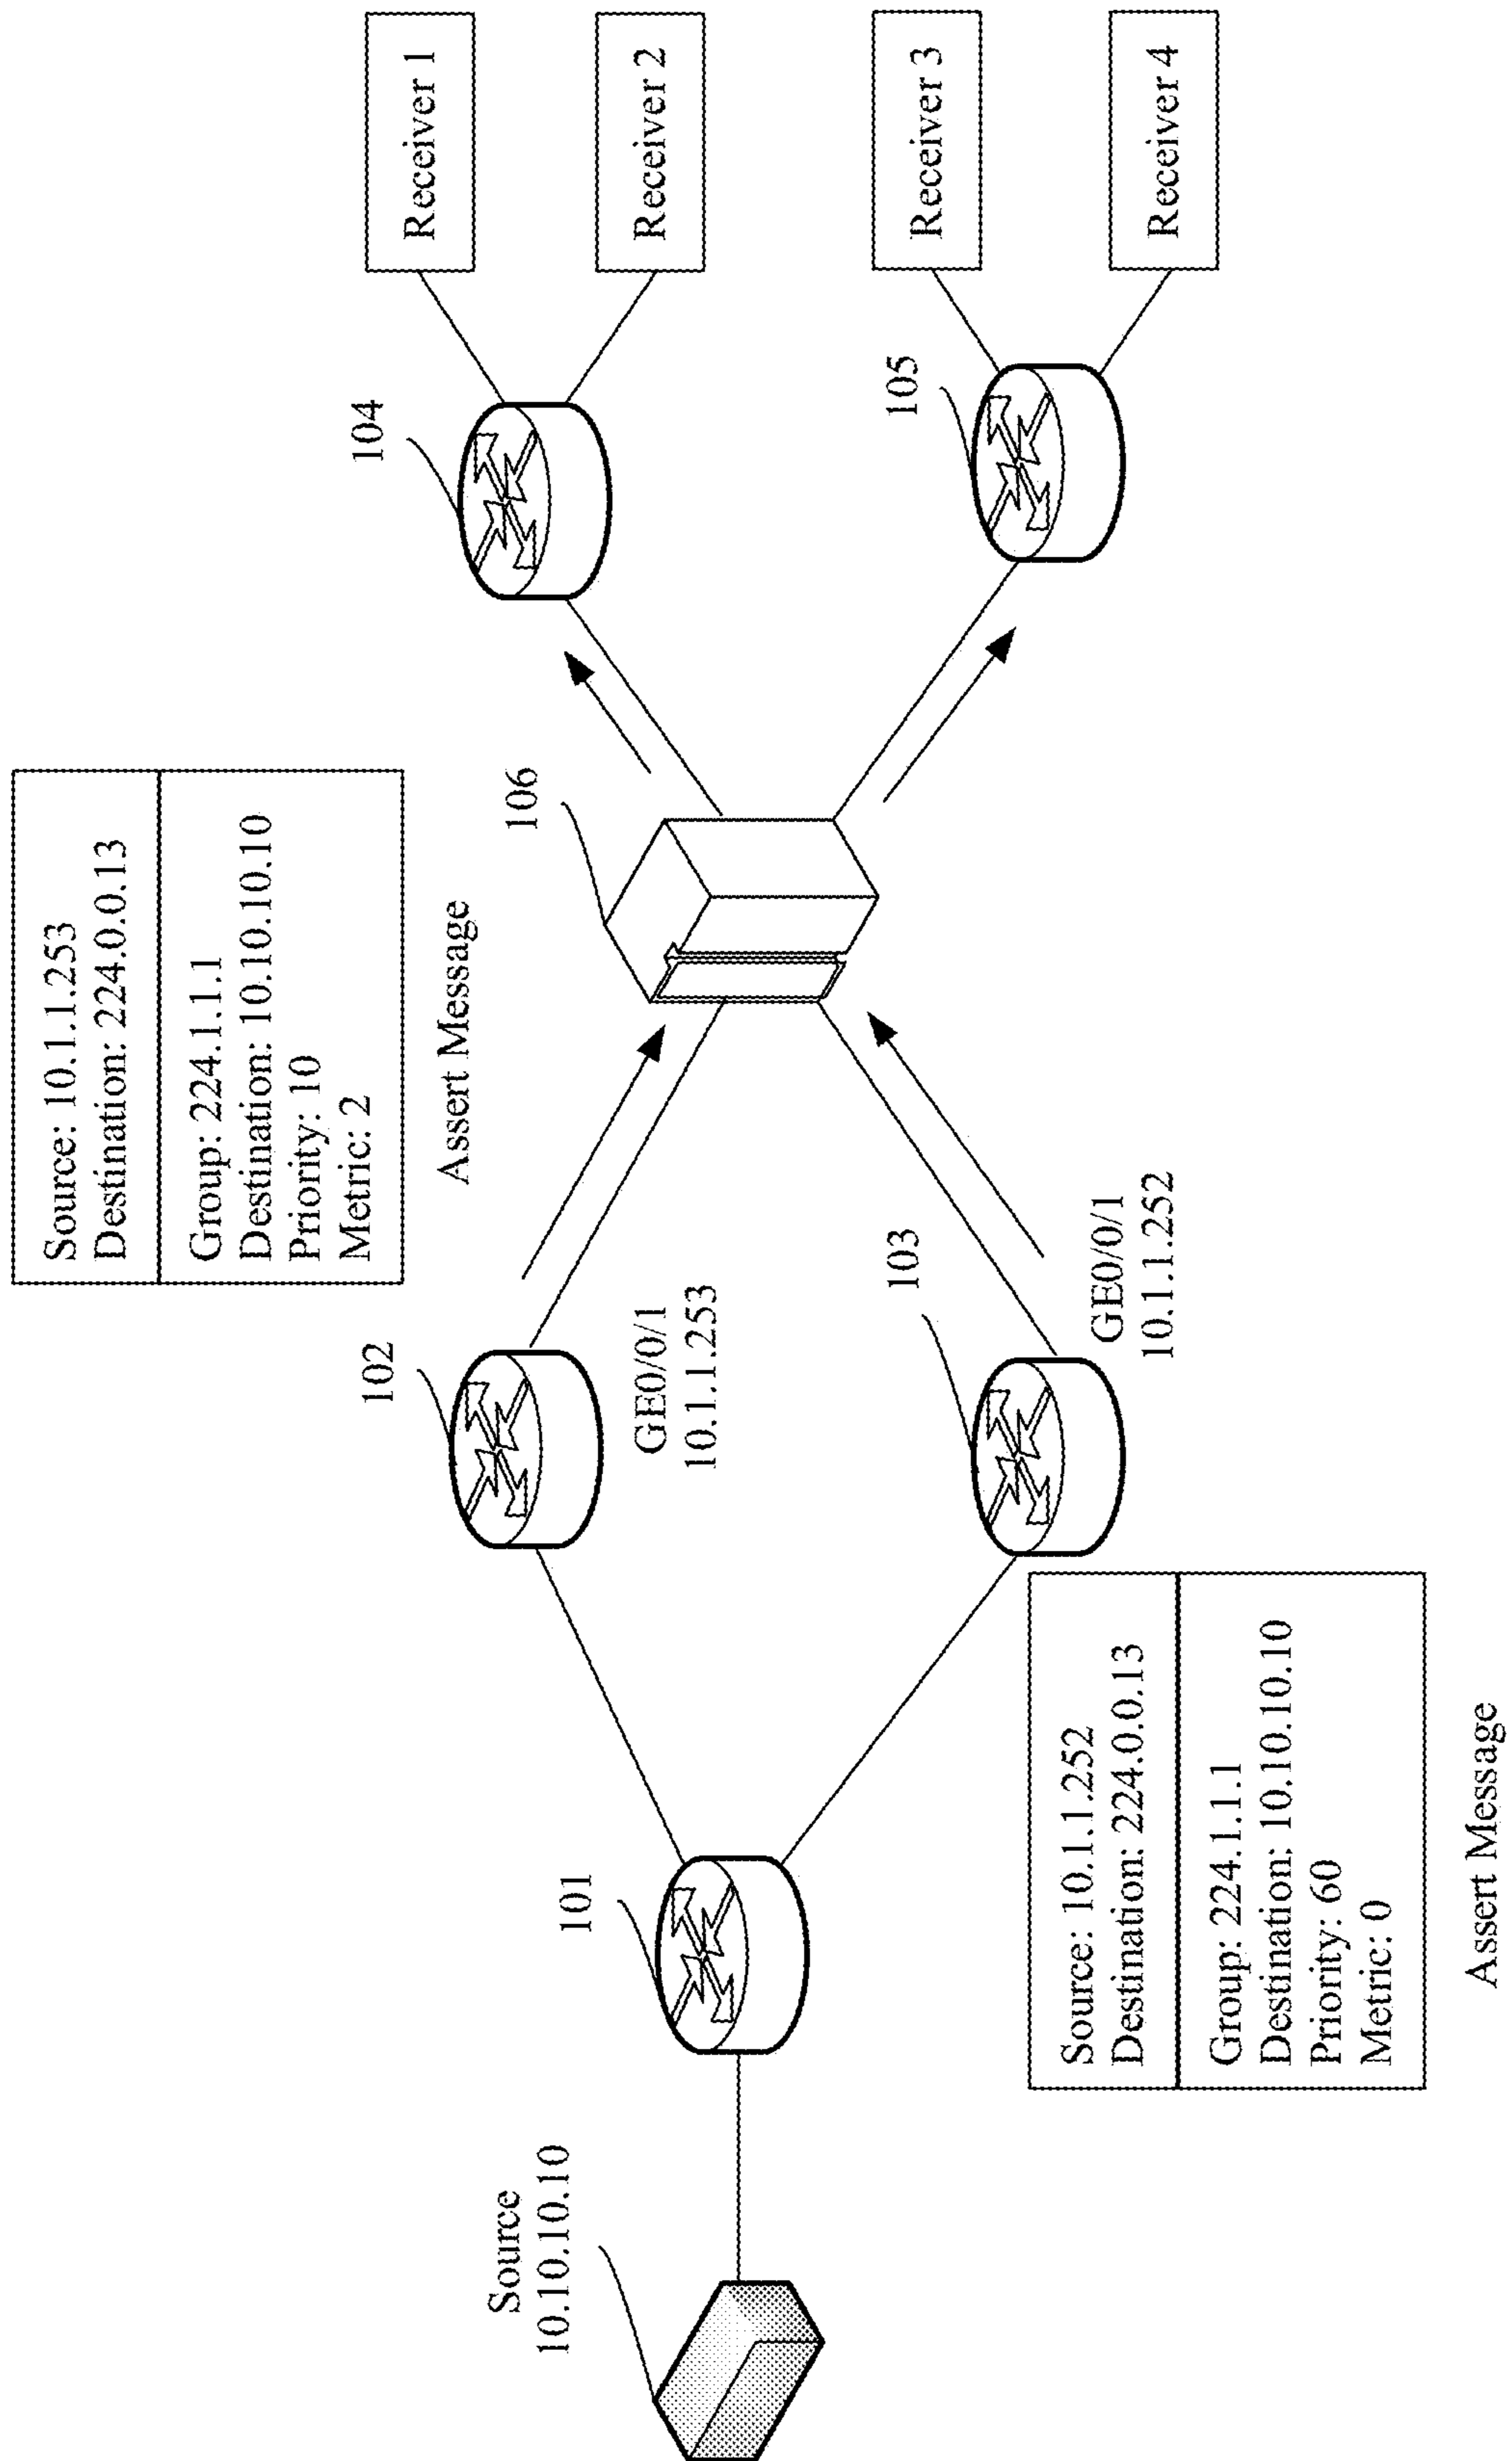 Source: 10.1.1.253
Destination: 224.0.0.13
Group: 224.1.1.1
Destination: 10.10.10.10
Priority: 10
Metric: 2
Assert Message
Source
10.10.10.10
101
102
GE0/0/1
10.1.1.253
106
104
Receiver 1
Receiver 2
103
GE0/0/1
10.1.1.252
105
Receiver 3
Receiver 4
Source: 10.1.1.252
Destination: 224.0.0.13
Group: 224.1.1.1
Destination: 10.10.10.10
Priority: 60
Metric: 0
Assert Message